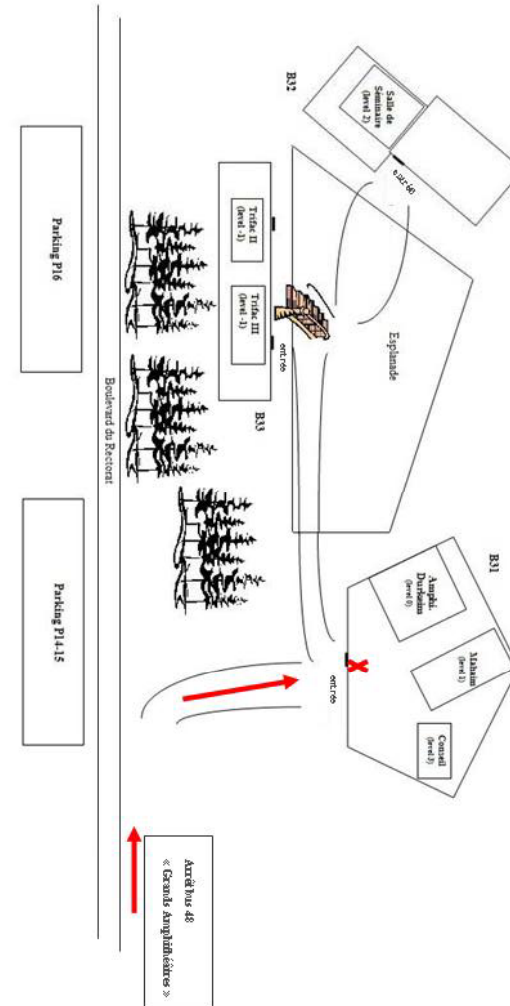 B32
Salle de
Séminaire
(level 2)
entrée
Esplanade
Trifac II
(level -1)
Trifac III
(level -1)
entrée
B33
Parking P16
Boulevard du Rectorat
Parking P14-15
B31
Amphi.
Durkeim
(level 0)
Mahaim
(level 1)
Conseil
(level 3)
entrée
Arrêt bus 48
« Grands Amphithéâtres »